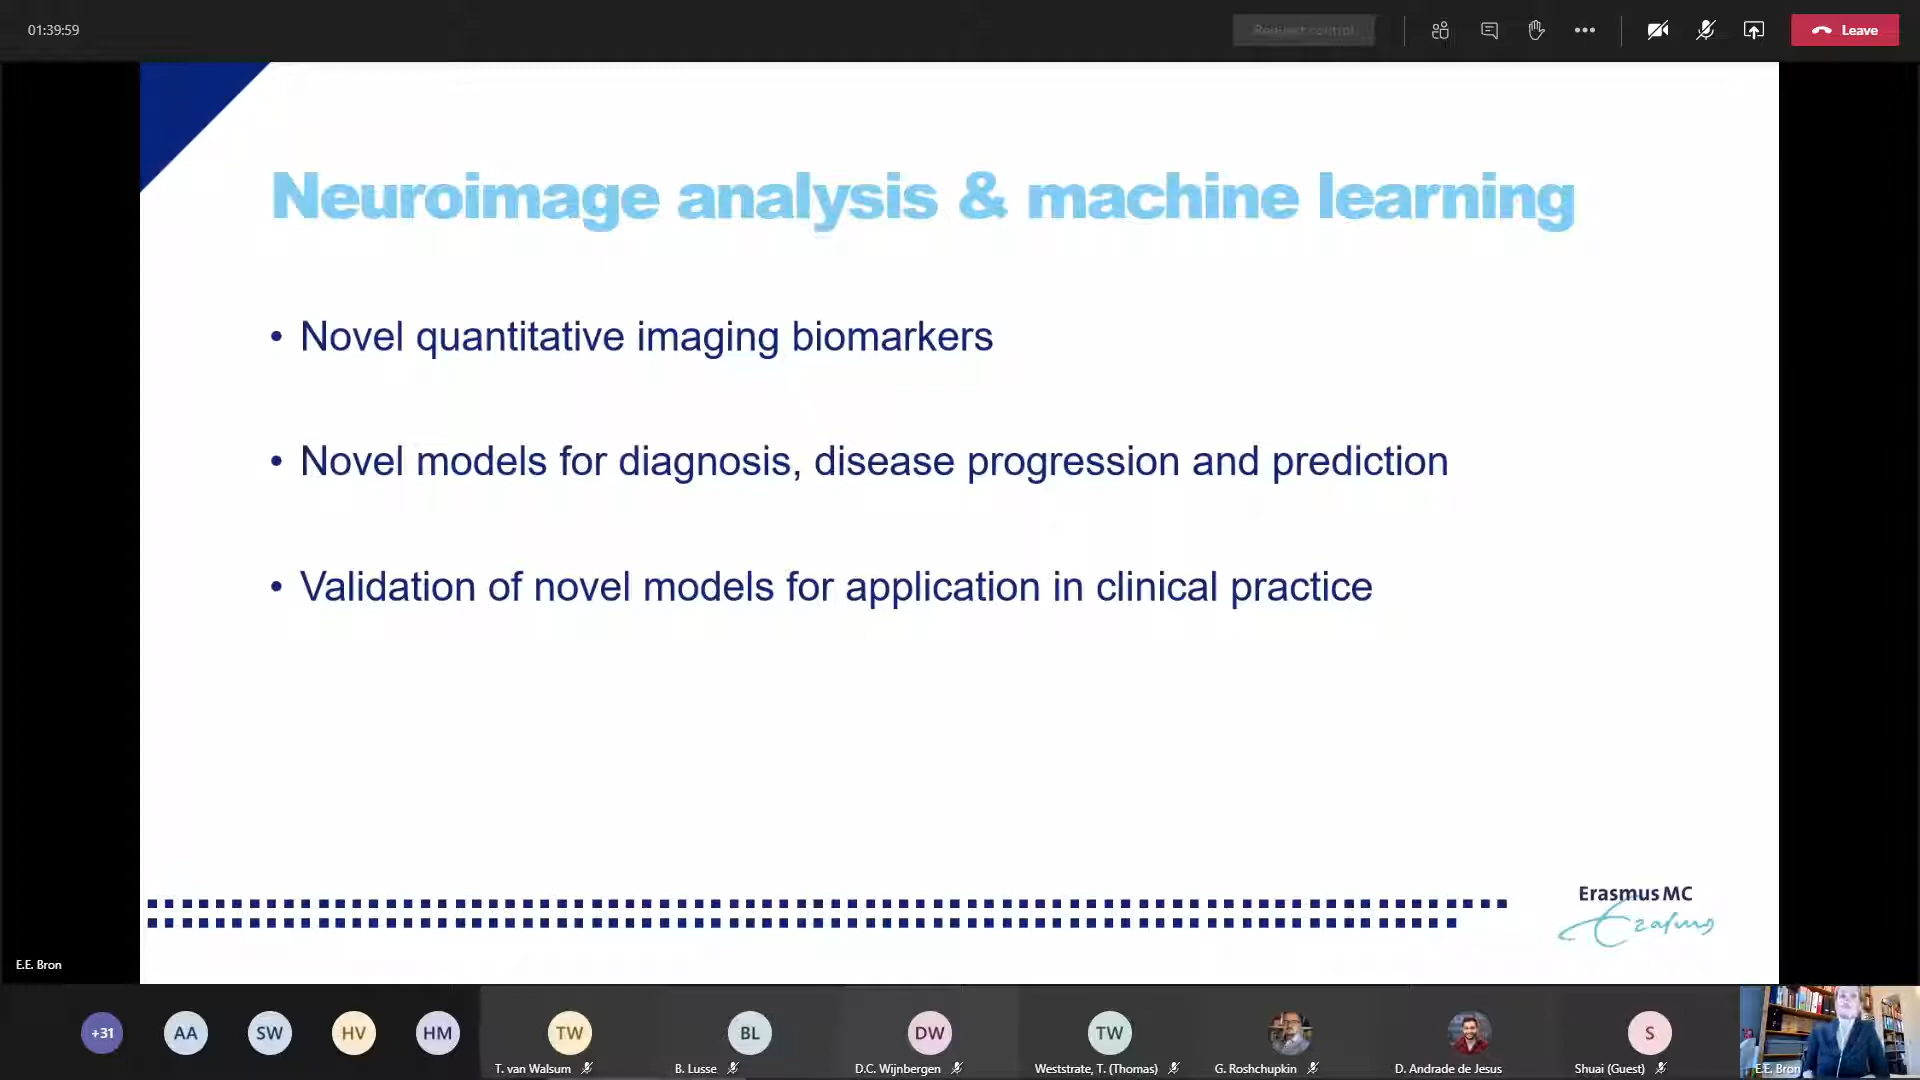 01:39:59
Request control
Leave
Neuroimage analysis & machine learning
• Novel quantitative imaging biomarkers
• Novel models for diagnosis, disease progression and prediction
• Validation of novel models for application in clinical practice
Erasmus MC
Erasmus
E.E. Bron
+31
AA
SW
HV
HM
TW
BL
DW
TW
S
T. van Walsum
B. Lusse
D.C. Wijnbergen
Weststrate, T. (Thomas)
G. Roshchupkin
D. Andrade de Jesus
Shuai (Guest)
E.E. Bron